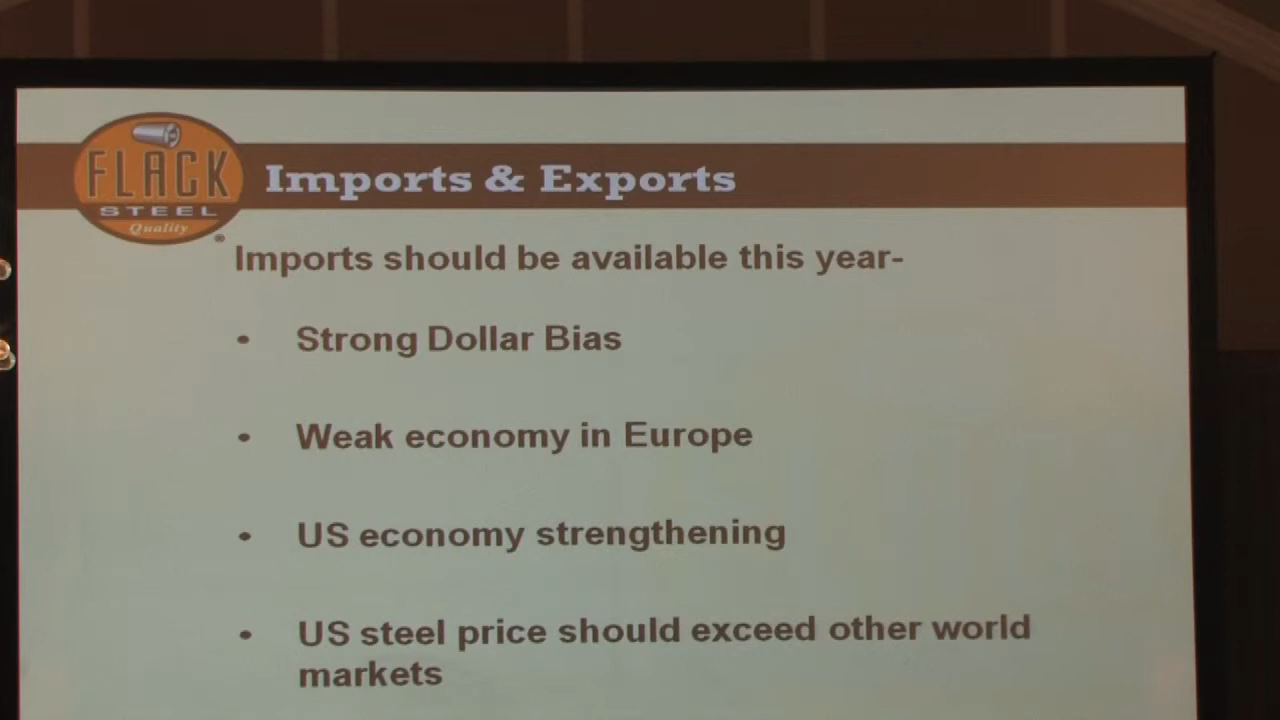 FLACK
STEEL
Quality
Imports & Exports
Imports should be available this year-
• Strong Dollar Bias
• Weak economy in Europe
• US economy strengthening
• US steel price should exceed other world
markets